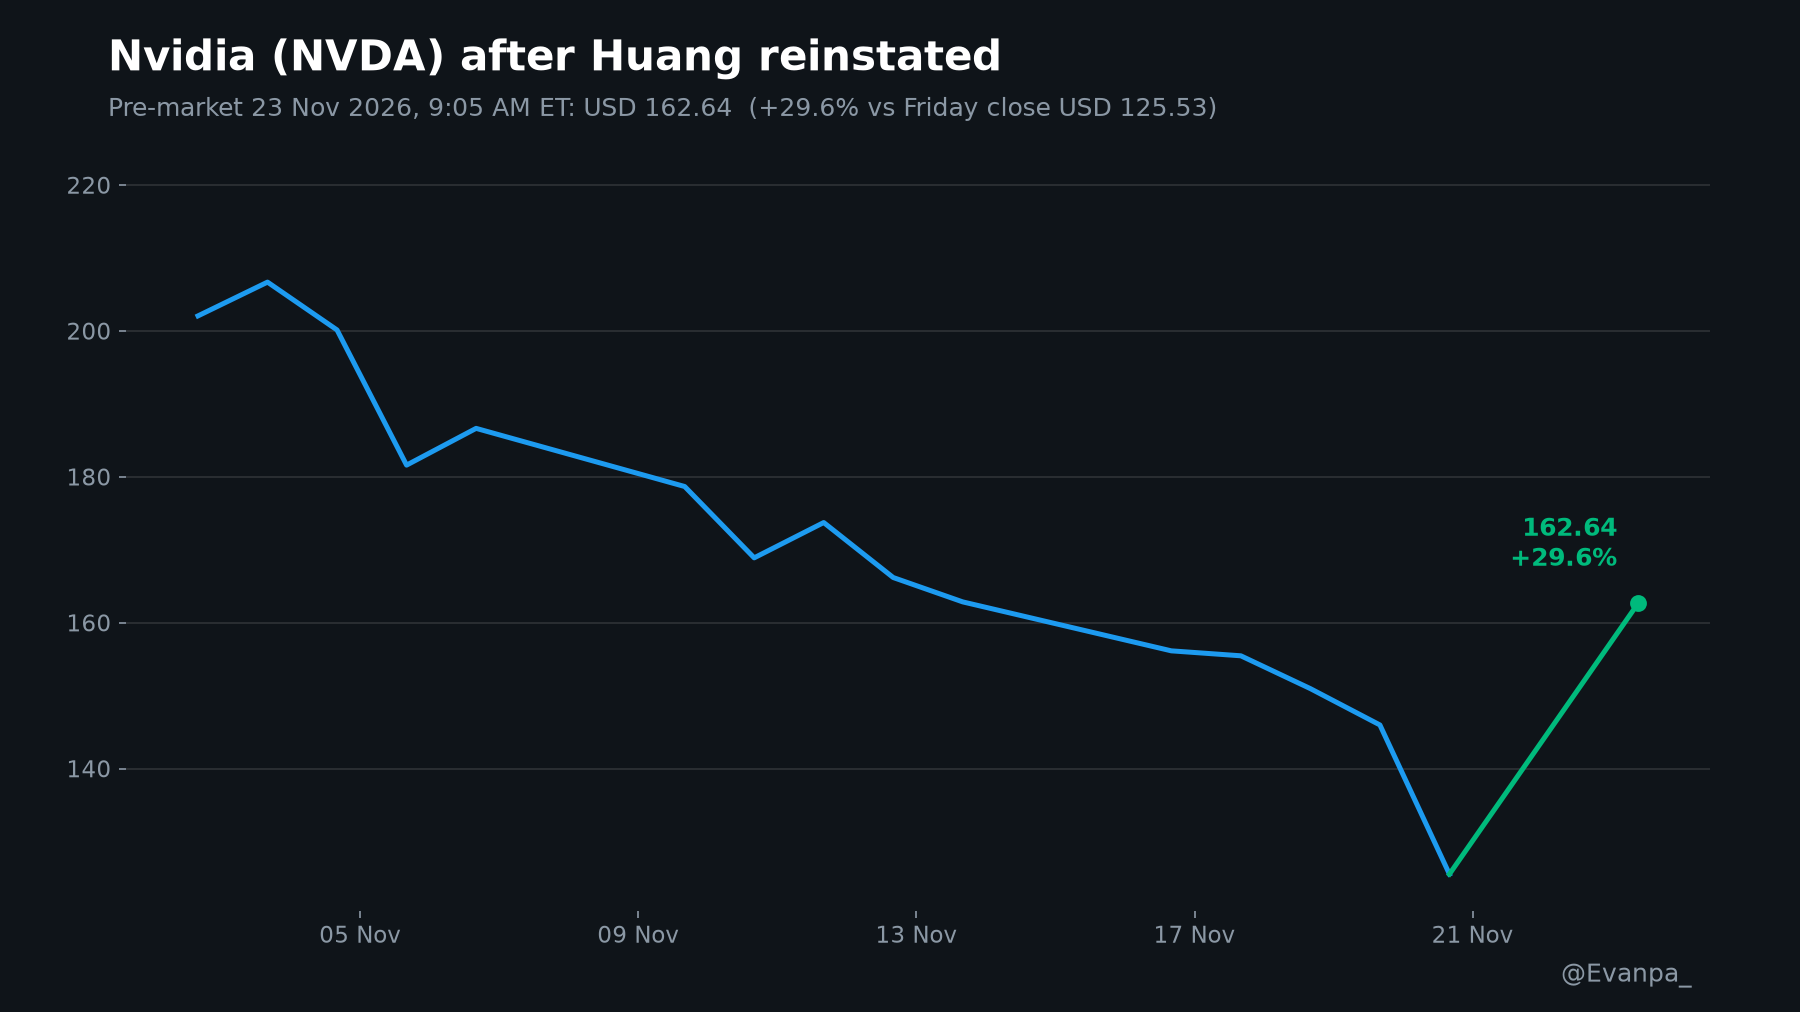 Nvidia (NVDA) after Huang reinstated
Pre-market 23 Nov 2026, 9:05 AM ET: USD 162.64 (+29.6% vs Friday close USD 125.53)
220
200
180
160
140
162.64
+29.6%
05 Nov
09 Nov
13 Nov
17 Nov
21 Nov
@Evanpa_